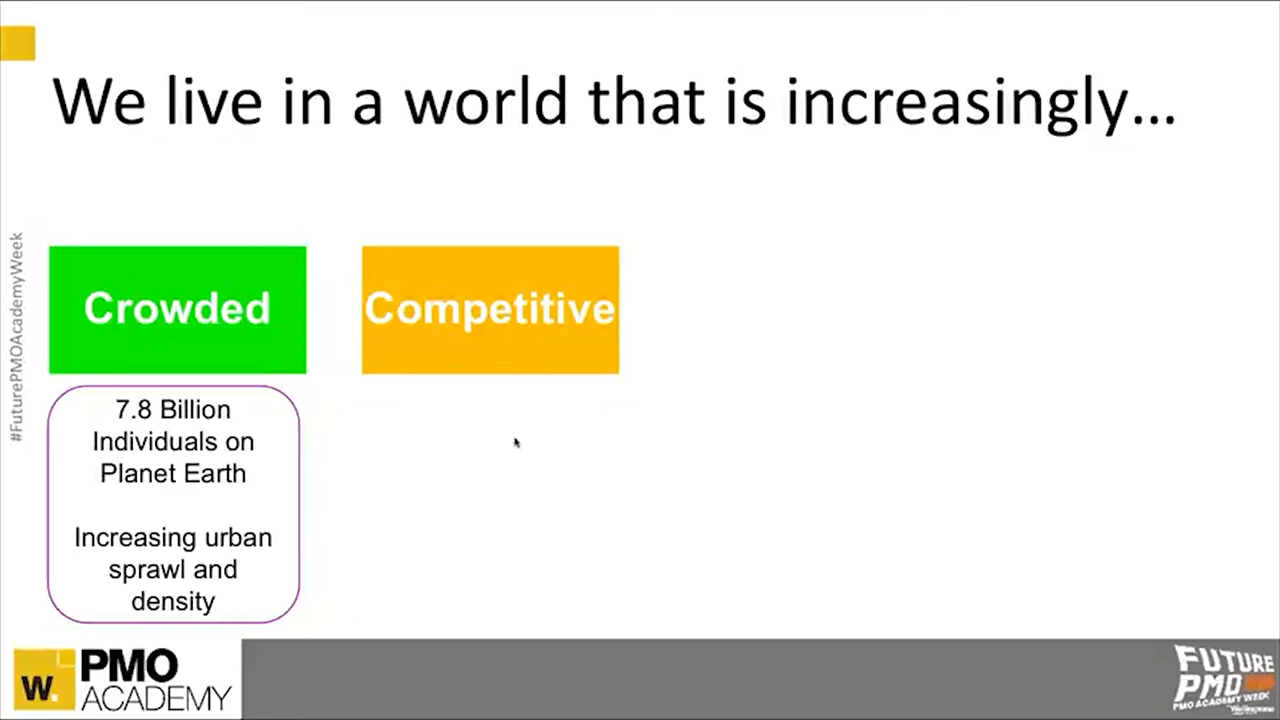 We live in a world that is increasingly...
#FuturePMOAcademyWeek
Crowded
Competitive
7.8 Billion
Individuals on
Planet Earth
Increasing urban
sprawl and
density
w.
PMO
ACADEMY
FUTURE
PMO
PMO ACADEMY WEEK